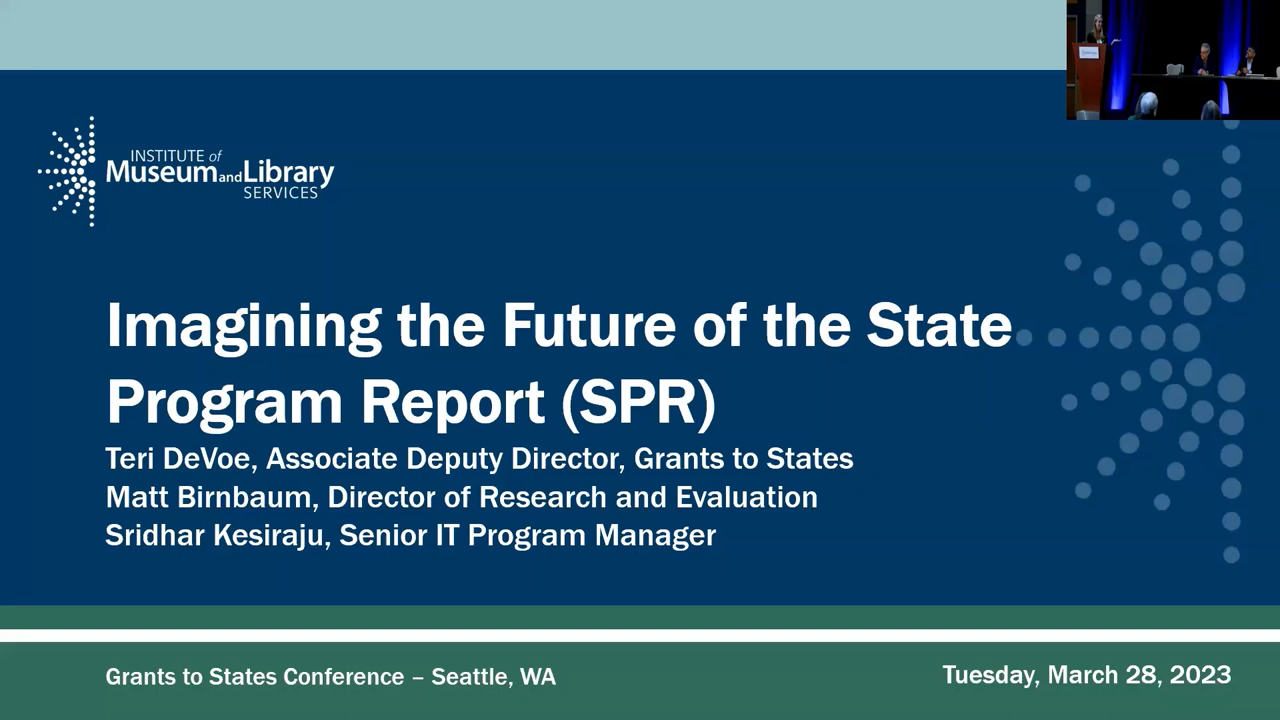 INSTITUTE of
Museum and Library
SERVICES
Imagining the Future of the State
Program Report (SPR)
Teri DeVoe, Associate Deputy Director, Grants to States
Matt Birnbaum, Director of Research and Evaluation
Sridhar Kesiraju, Senior IT Program Manager
Grants to States Conference – Seattle, WA
Tuesday, March 28, 2023